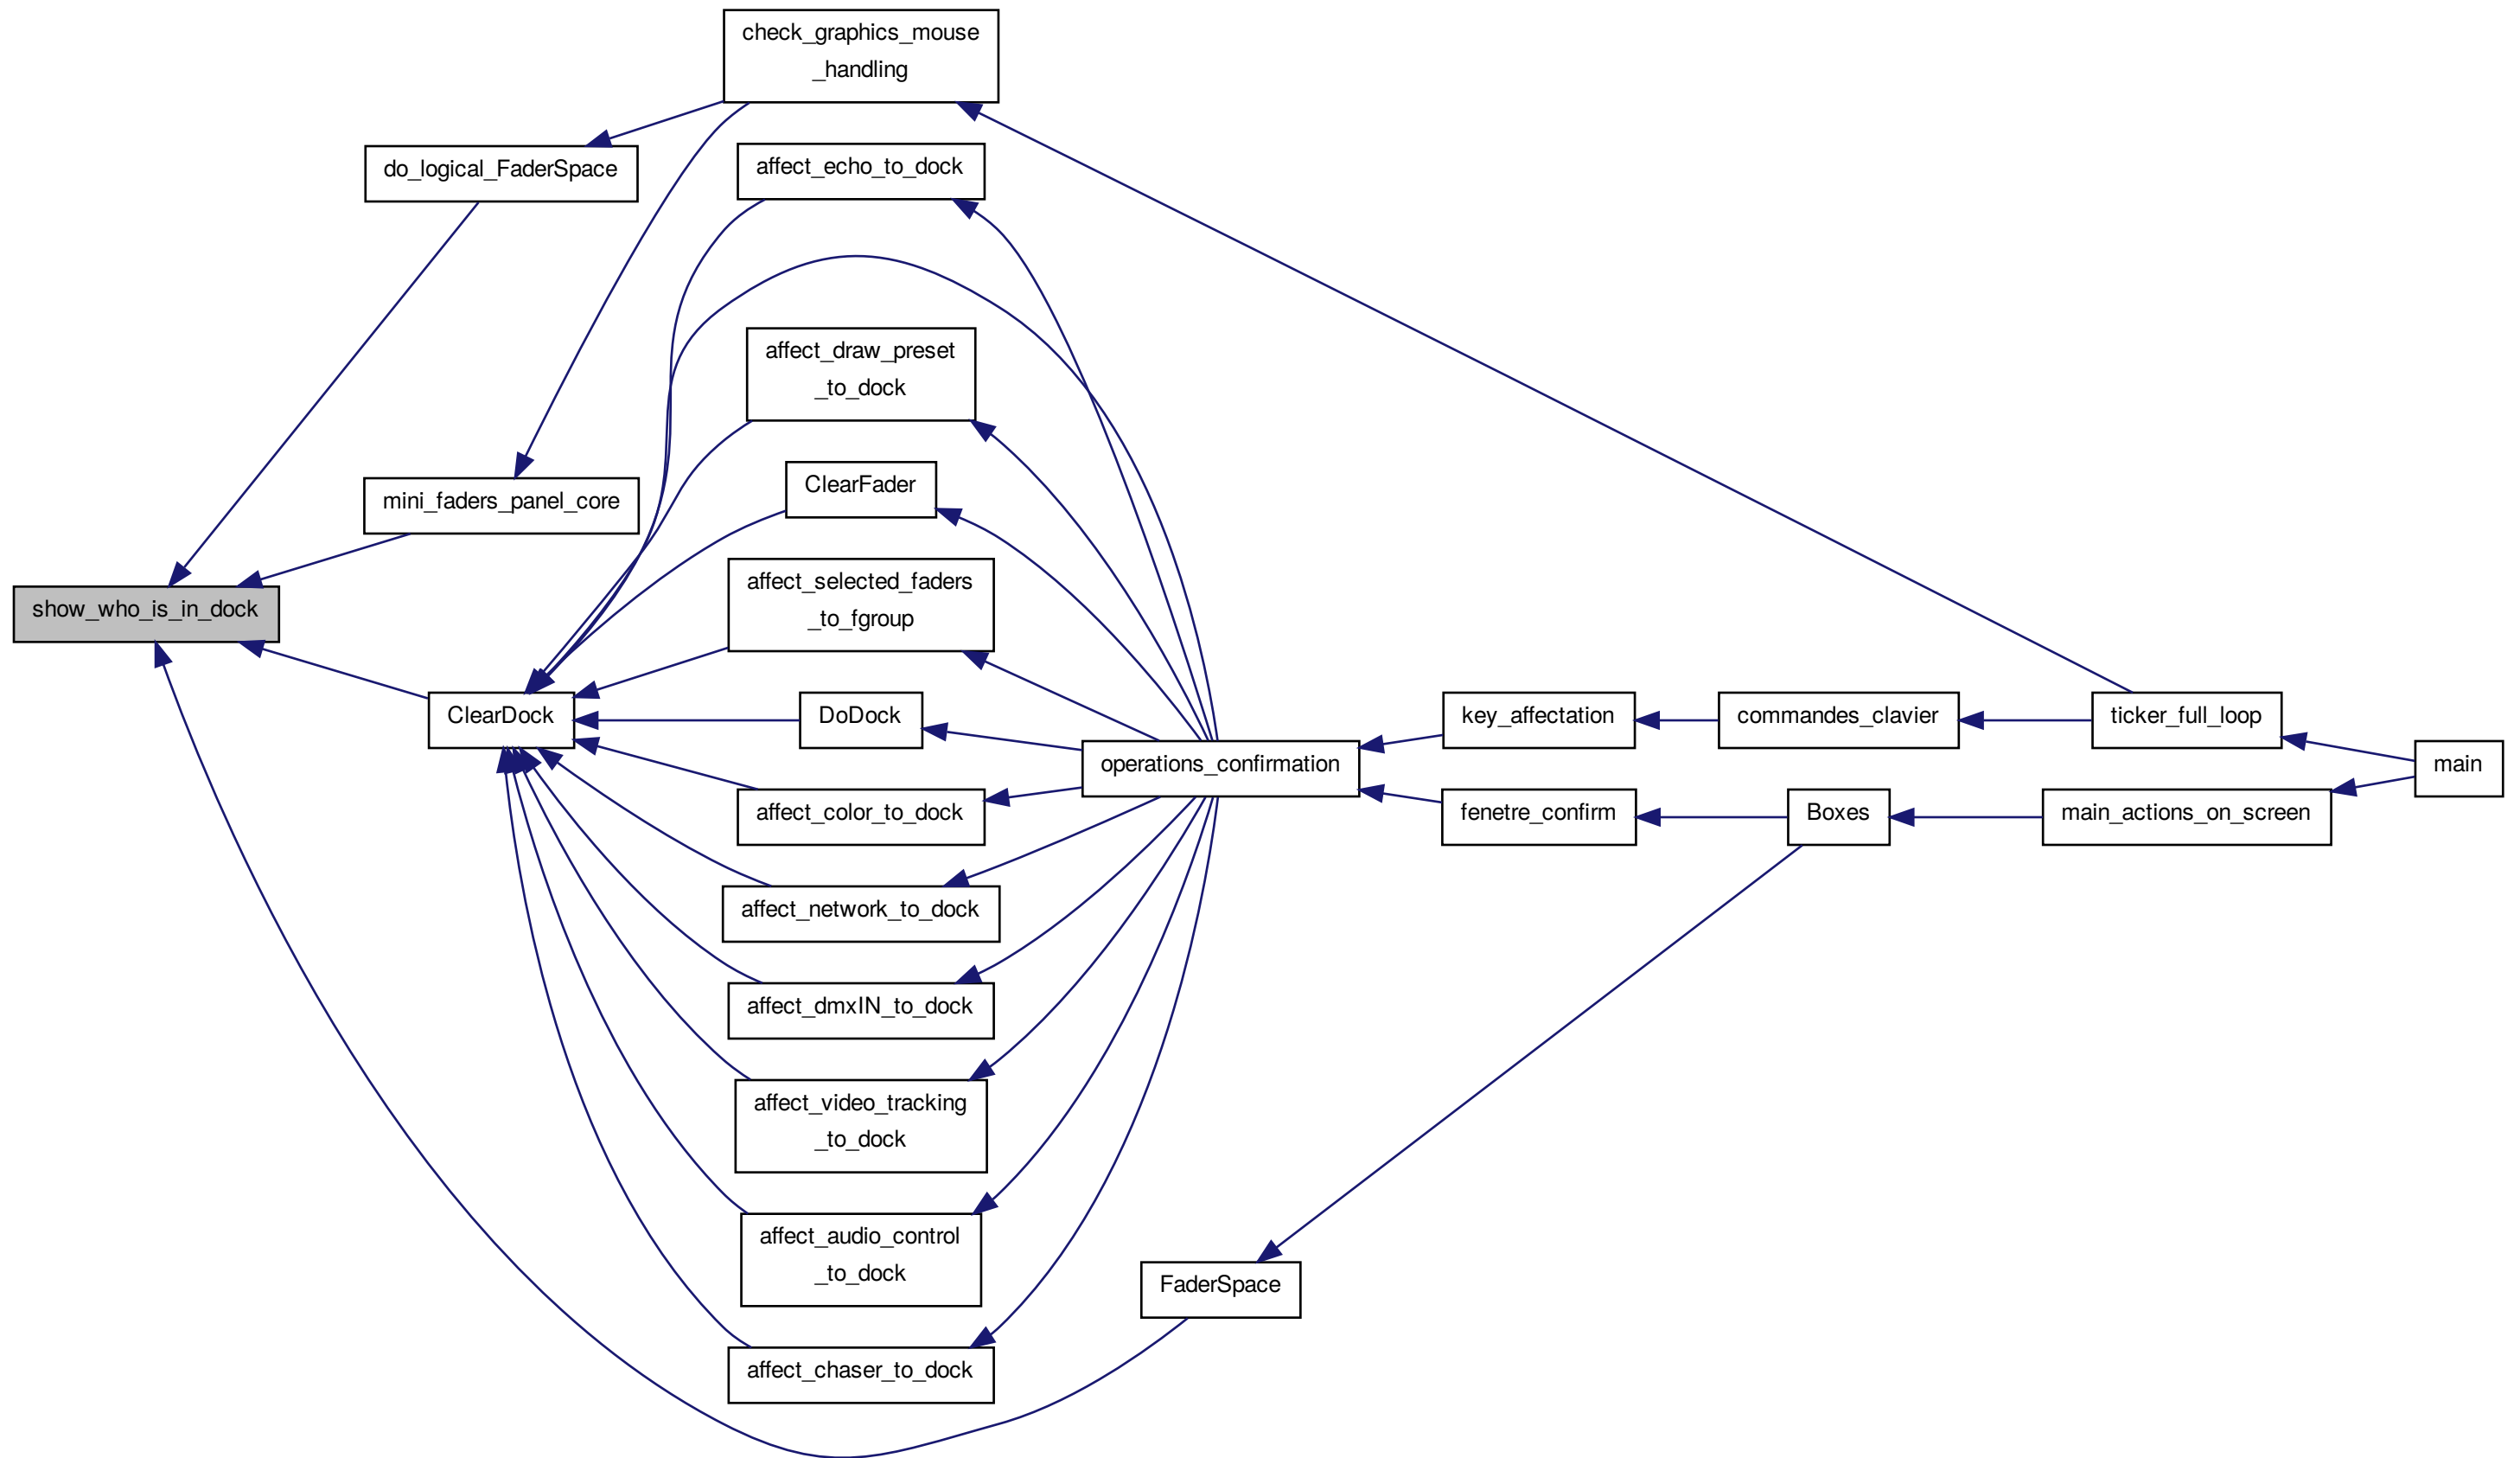 check_graphics_mouse
_handling
do_logical_FaderSpace
affect_echo_to_dock
affect_draw_preset
_to_dock
mini_faders_panel_core
ClearFader
show_who_is_in_dock
affect_selected_faders
_to_fgroup
ClearDock
DoDock
key_affectation
commandes_clavier
ticker_full_loop
operations_confirmation
main
affect_color_to_dock
fenetre_confirm
Boxes
main_actions_on_screen
affect_network_to_dock
affect_dmxIN_to_dock
affect_video_tracking
_to_dock
affect_audio_control
_to_dock
FaderSpace
affect_chaser_to_dock